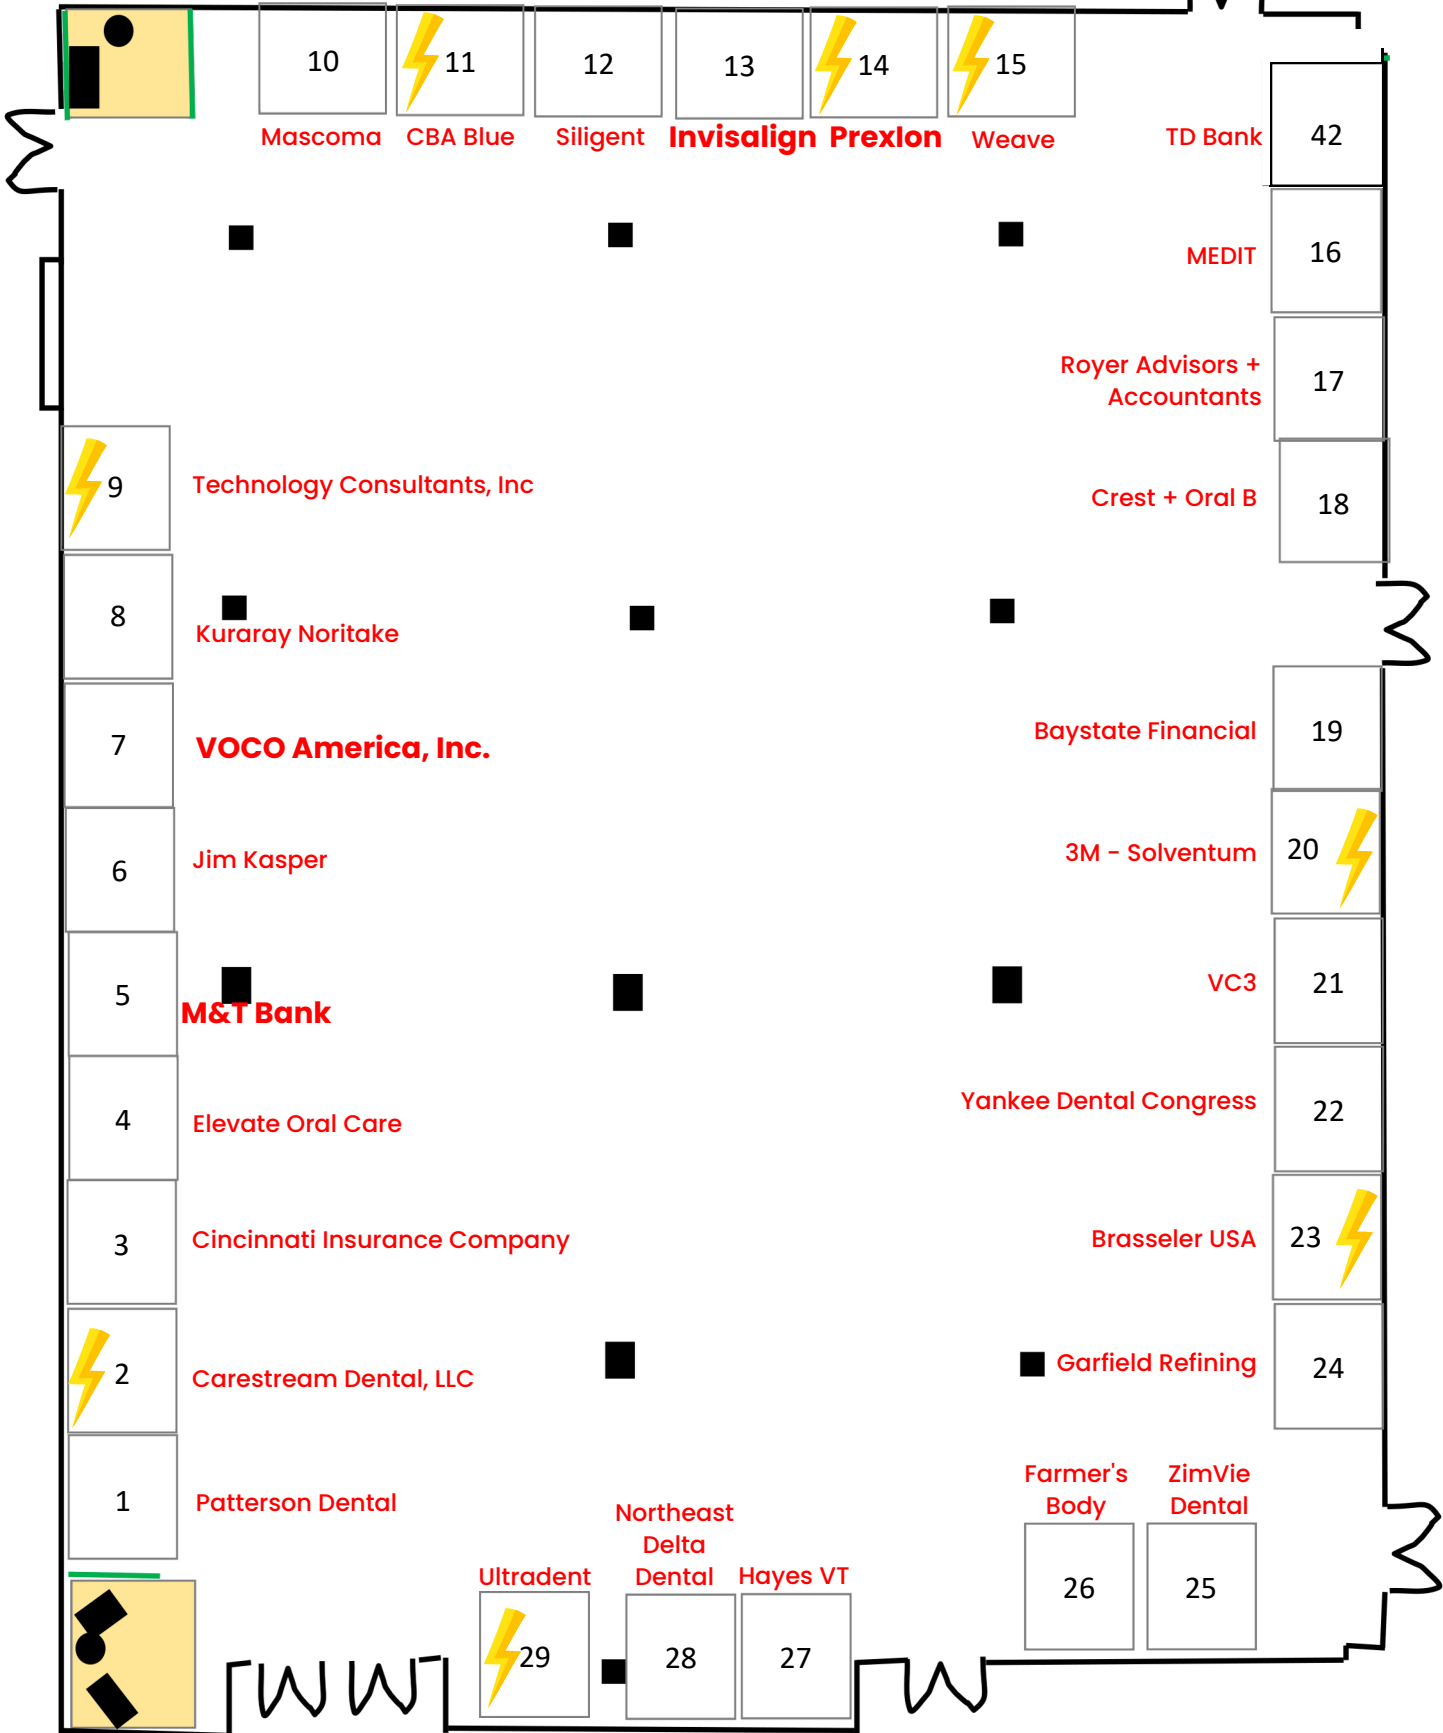 10
11
12
13
14
15
Mascoma
CBA Blue
Siligent
Invisalign
PrexIon
Weave
TD Bank
42
MEDIT
16
Royer Advisors +
Accountants
17
Crest + Oral B
18
9
Technology Consultants, Inc
8
Kuraray Noritake
7
VOCO America, Inc.
6
Jim Kasper
5
M&T Bank
4
Elevate Oral Care
3
Cincinnati Insurance Company
2
Carestream Dental, LLC
1
Patterson Dental
Baystate Financial
19
3M - Solventum
20
VC3
21
Yankee Dental Congress
22
Brasseler USA
23
Garfield Refining
24
Farmer's
Body
26
ZimVie
Dental
25
Ultradent
29
Northeast
Delta
Dental
28
Hayes VT
27